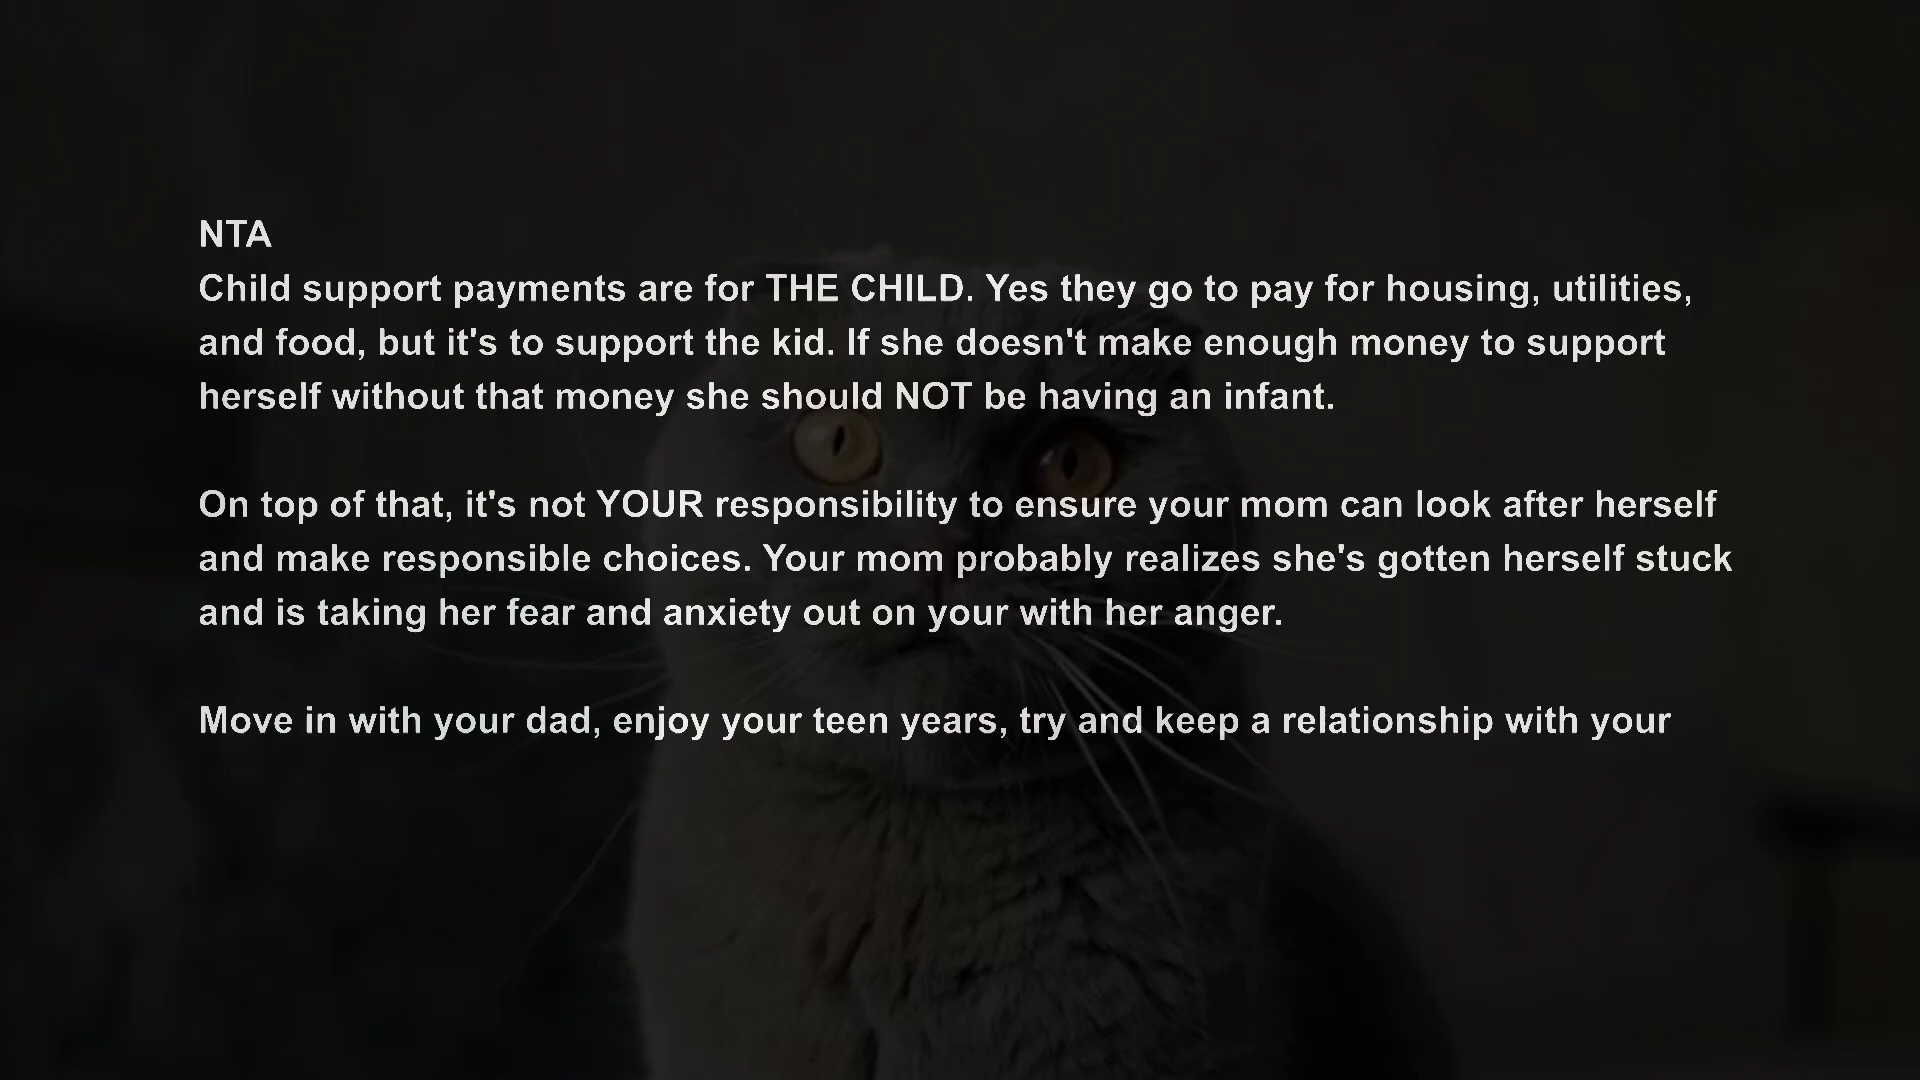 NTA
Child support payments are for THE CHILD. Yes they go to pay for housing, utilities,
and food, but it's to support the kid. If she doesn't make enough money to support
herself without that money she should NOT be having an infant.
On top of that, it's not YOUR responsibility to ensure your mom can look after herself
and make responsible choices. Your mom probably realizes she's gotten herself stuck
and is taking her fear and anxiety out on your with her anger.
Move in with your dad, enjoy your teen years, try and keep a relationship with your